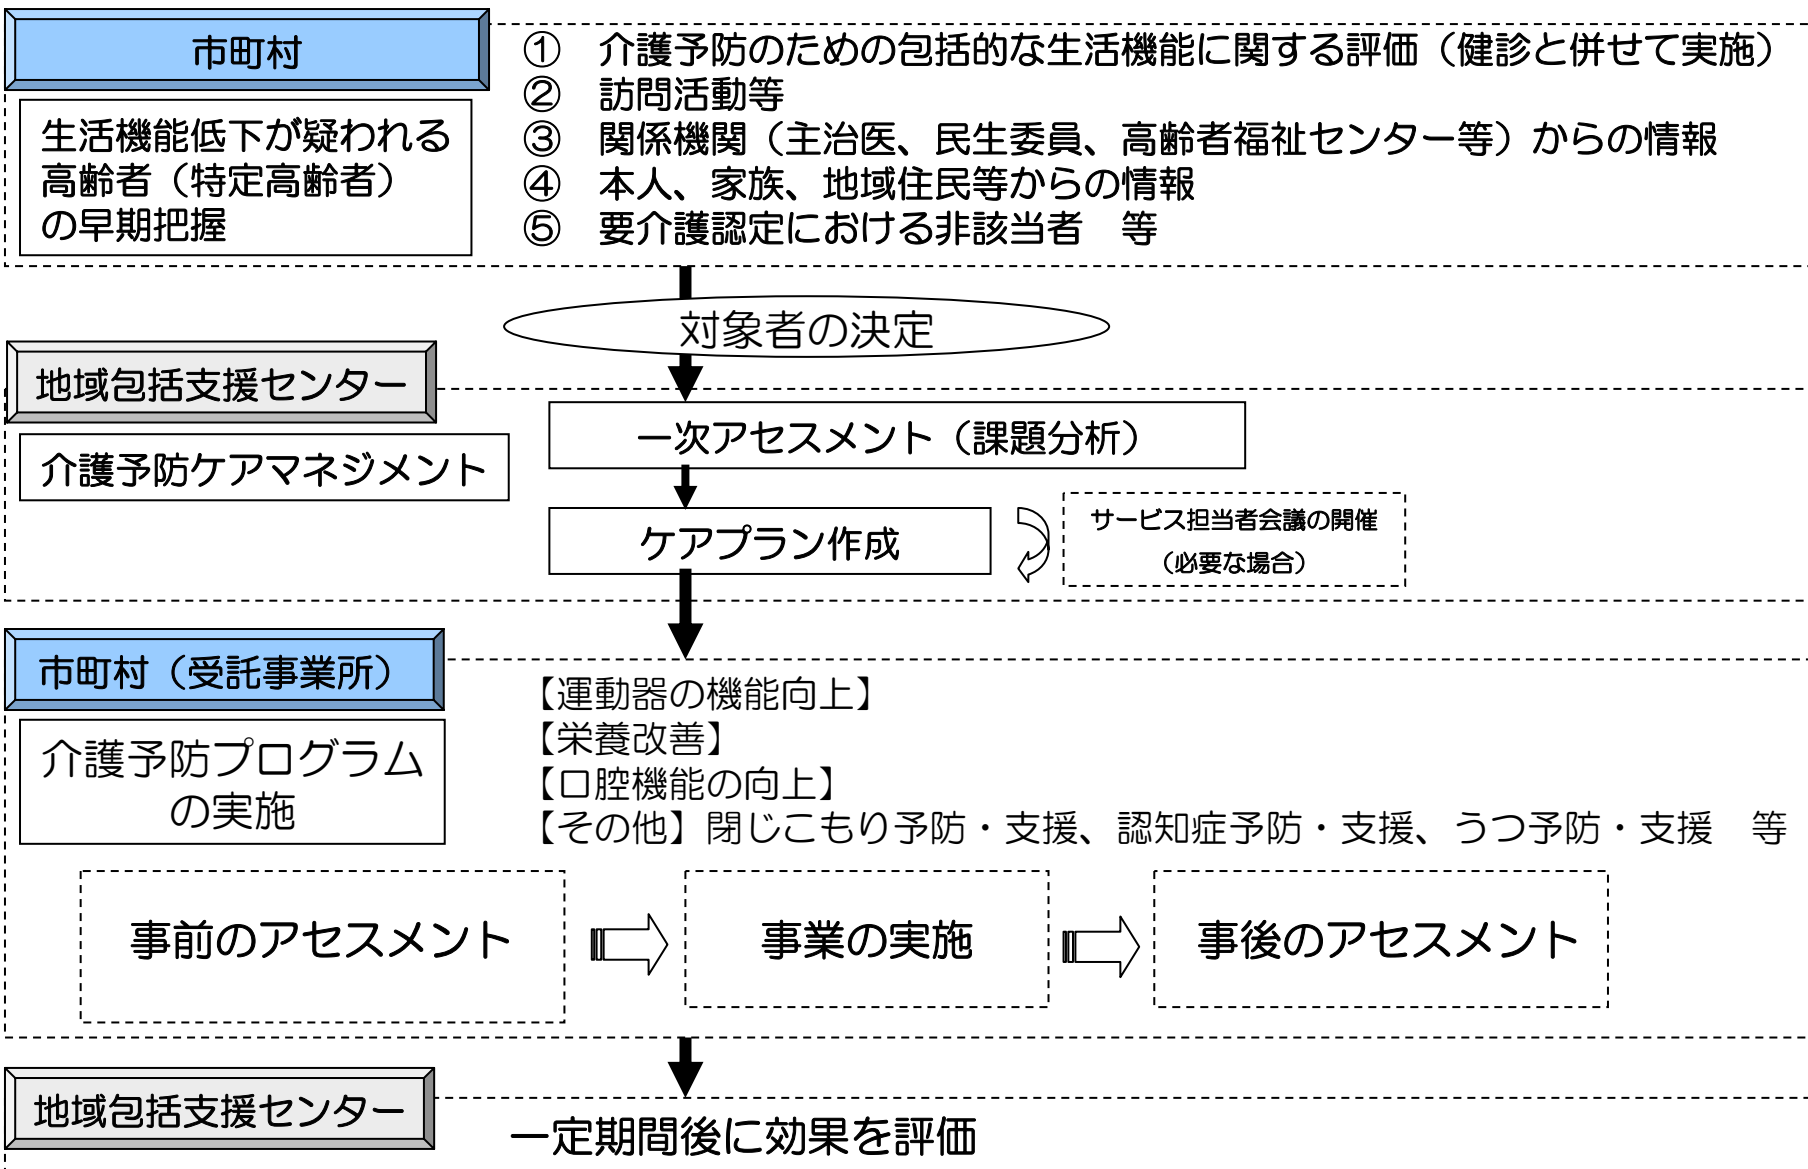 市町村
① 介護予防のための包括的な生活機能に関する評価（健診と併せて実施）
② 訪問活動等
③ 関係機関（主治医、民生委員、高齢者福祉センター等）からの情報
④ 本人、家族、地域住民等からの情報
⑤ 要介護認定における非該当者 等
生活機能低下が疑われる
高齢者（特定高齢者）
の早期把握
対象者の決定
地域包括支援センター
介護予防ケアマネジメント
一次アセスメント（課題分析）
ケアプラン作成
サービス担当者会議の開催
（必要な場合）
市町村（受託事業所）
介護予防プログラム
の実施
【運動器の機能向上】
【栄養改善】
【口腔機能の向上】
【その他】閉じこもり予防・支援、認知症予防・支援、うつ予防・支援 等
事前のアセスメント
事業の実施
事後のアセスメント
地域包括支援センター
一定期間後に効果を評価